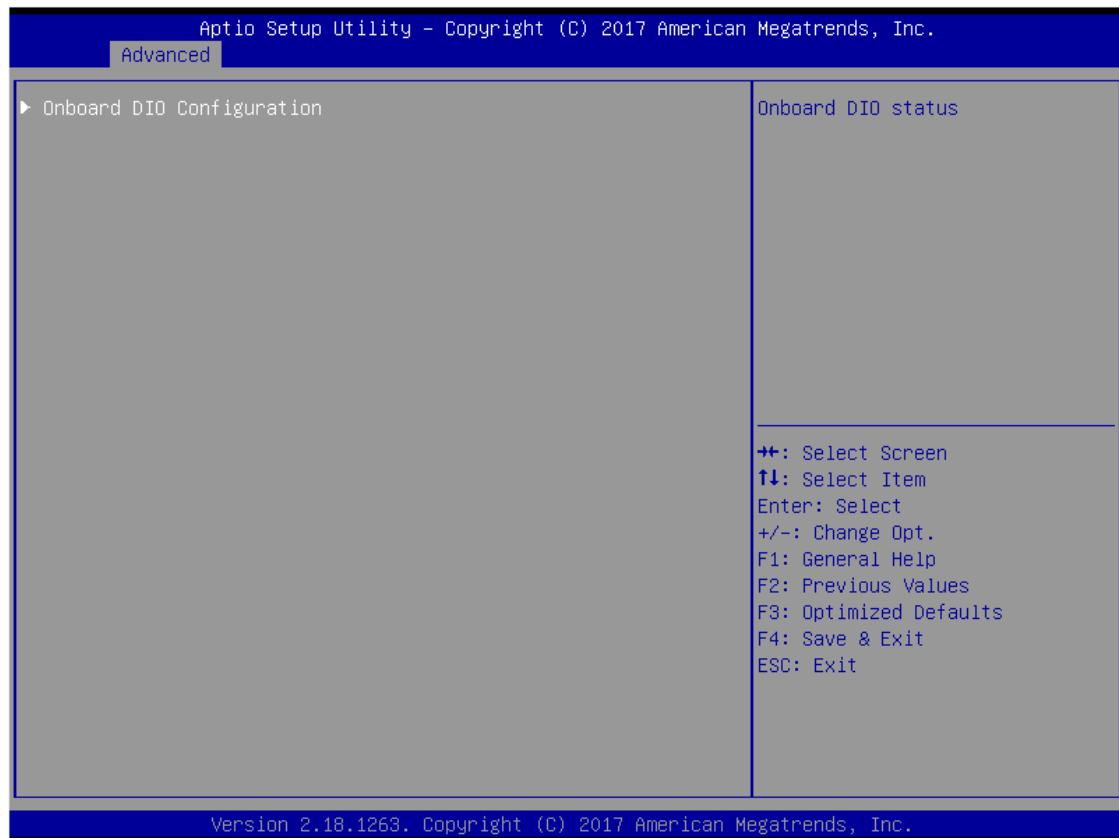 Aptio Setup Utility – Copyright (C) 2017 American Megatrends, Inc.
Advanced
▶ Onboard DIO Configuration
Onboard DIO status
→←: Select Screen
↑↓: Select Item
Enter: Select
+/-: Change Opt.
F1: General Help
F2: Previous Values
F3: Optimized Defaults
F4: Save & Exit
ESC: Exit
Version 2.18.1263. Copyright (C) 2017 American Megatrends, Inc.